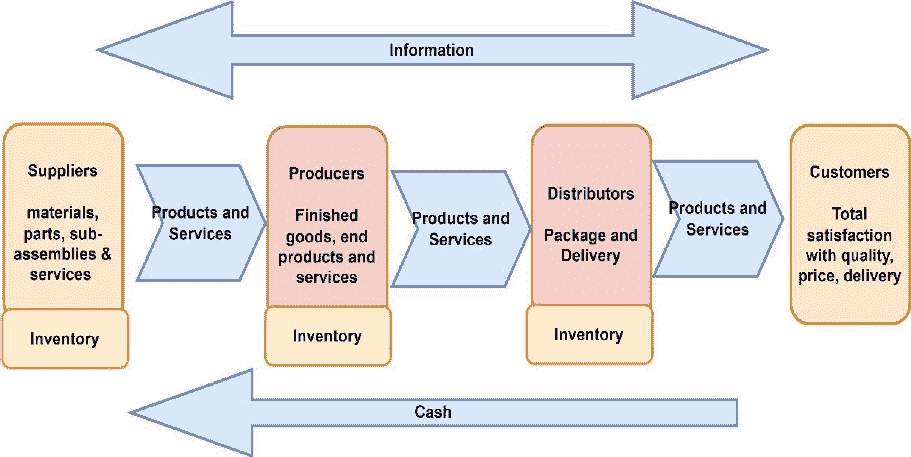 Information
Suppliers
materials,
parts, sub-
assemblies &
services
Inventory
Products and
Services
Producers
Finished
goods, end
products and
services
Inventory
Products and
Services
Distributors
Package and
Delivery
Inventory
Products and
Services
Customers
Total
satisfaction
with quality,
price, delivery
Cash